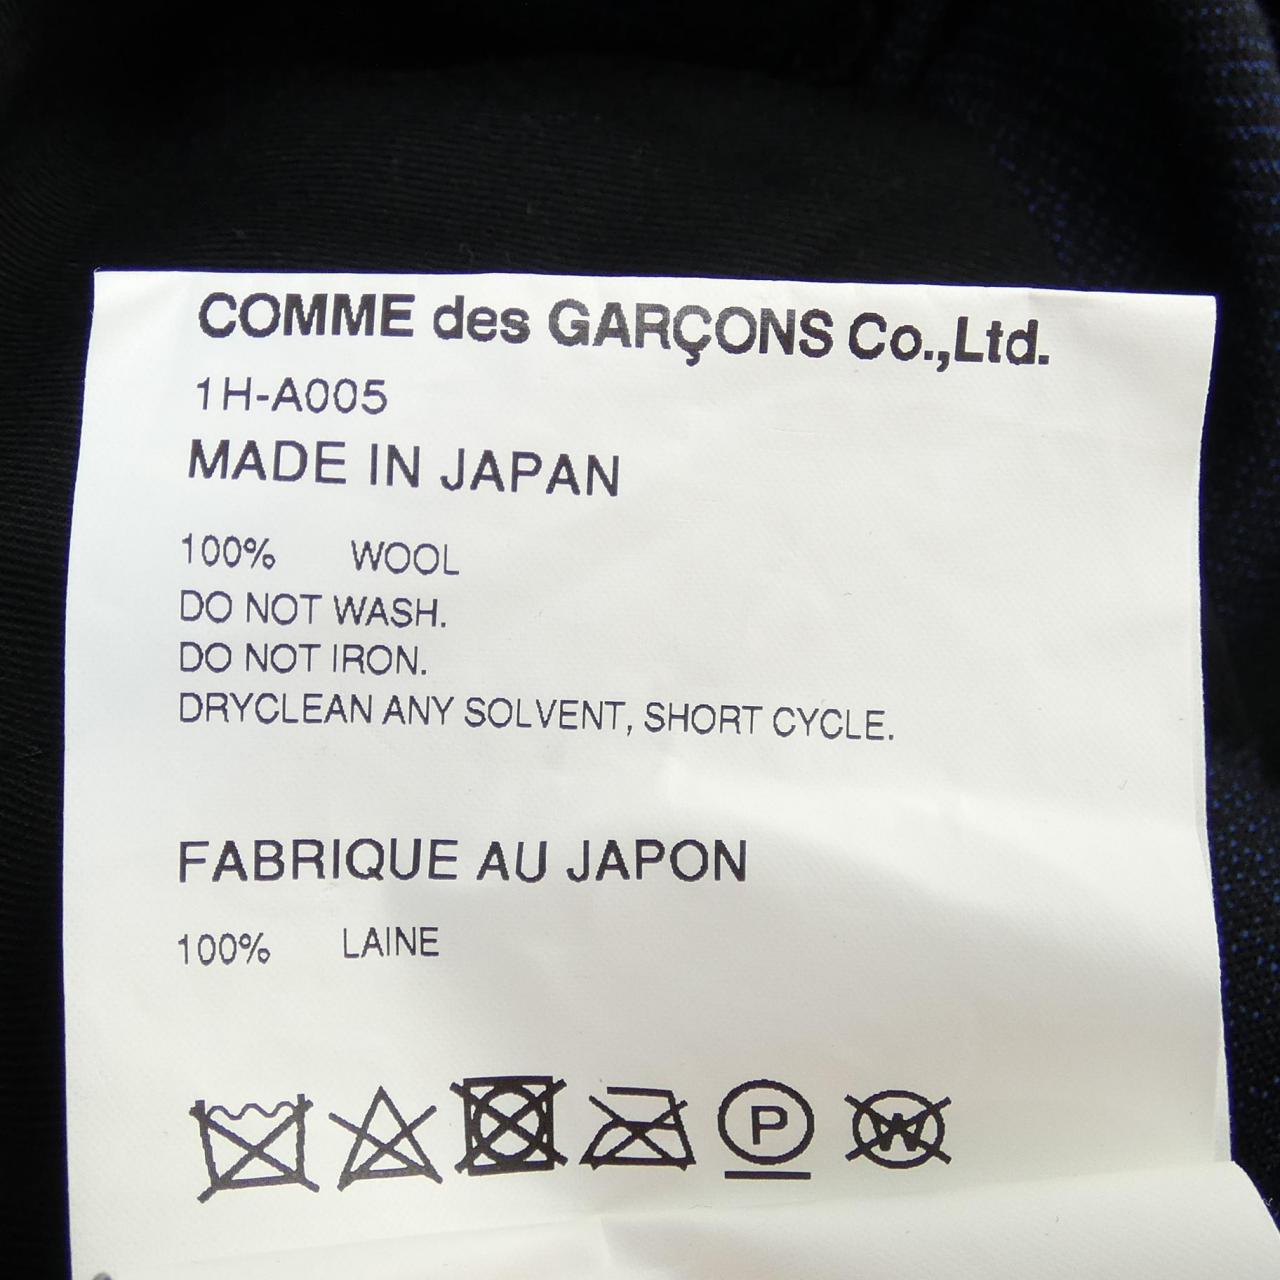 COMME des GARÇONS Co.,Ltd.
1H-A005
MADE IN JAPAN
100% WOOL
DO NOT WASH.
DO NOT IRON.
DRYCLEAN ANY SOLVENT, SHORT CYCLE.
FABRIQUE AU JAPON
100% LAINE
P W